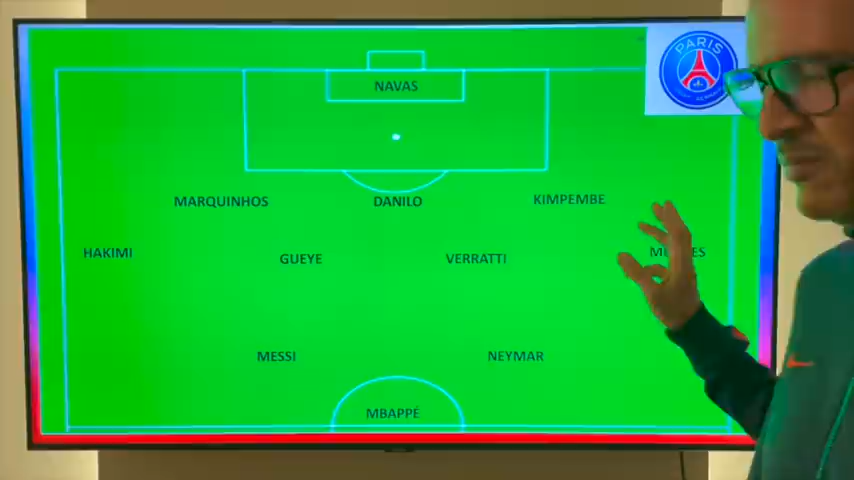 PARIS
NAVAS
MARQUINHOS
DANILO
KIMPEMBE
HAKIMI
GUEYE
VERRATTI
MESSI
NEYMAR
MBAPPÉ